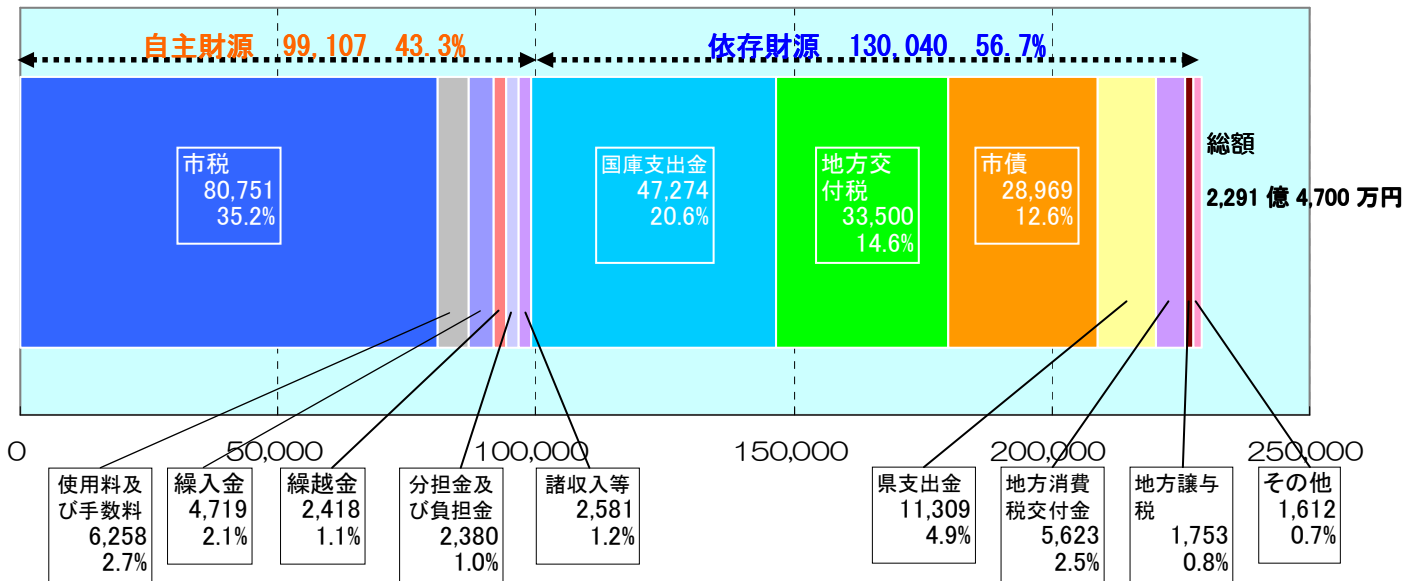 自主財源 99,107 43.3%
依存財源 130,040 56.7%
市税
80,751
35.2%
国庫支出金
47,274
20.6%
地方交
付税
33,500
14.6%
市債
28,969
12.6%
総額
2,291 億 4,700 万円
0
50,000
100,000
150,000
200,000
250,000
使用料及
び手数料
6,258
2.7%
繰入金
4,719
2.1%
繰越金
2,418
1.1%
分担金及
び負担金
2,380
1.0%
諸収入等
2,581
1.2%
県支出金
11,309
4.9%
地方消費
税交付金
5,623
2.5%
地方譲与
税
1,753
0.8%
その他
1,612
0.7%